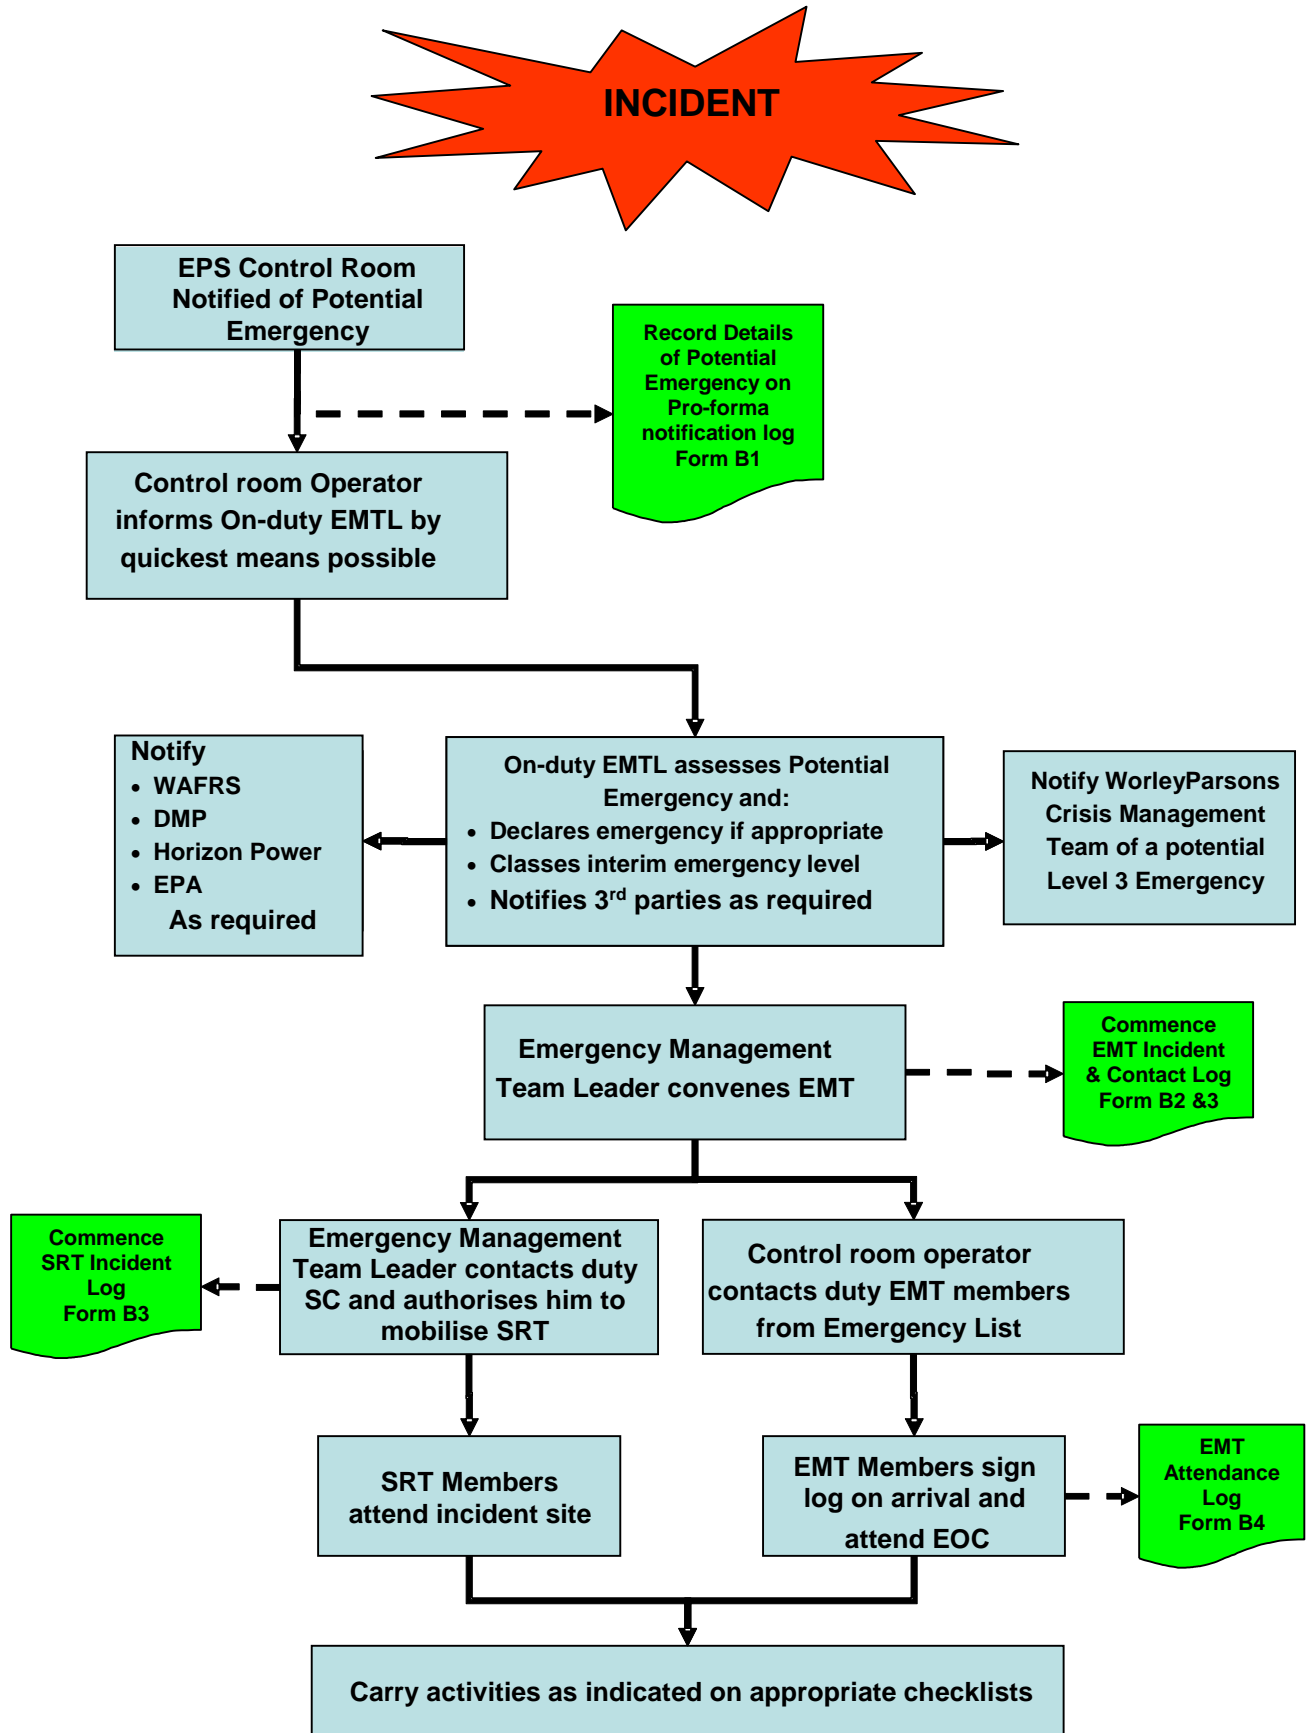 INCIDENT
EPS Control Room
Notified of Potential
Emergency
Record Details
of Potential
Emergency on
Pro-forma
notification log
Form B1
Control room Operator
informs On-duty EMTL by
quickest means possible
Notify
• WAFRS
• DMP
• Horizon Power
• EPA
As required
On-duty EMTL assesses Potential
Emergency and:
• Declares emergency if appropriate
• Classes interim emergency level
• Notifies 3rd parties as required
Notify WorleyParsons
Crisis Management
Team of a potential
Level 3 Emergency
Emergency Management
Team Leader convenes EMT
Commence
EMT Incident
& Contact Log
Form B2 &3
Commence
SRT Incident
Log
Form B3
Emergency Management
Team Leader contacts duty
SC and authorises him to
mobilise SRT
Control room operator
contacts duty EMT members
from Emergency List
SRT Members
attend incident site
EMT Members sign
log on arrival and
attend EOC
EMT
Attendance
Log
Form B4
Carry activities as indicated on appropriate checklists